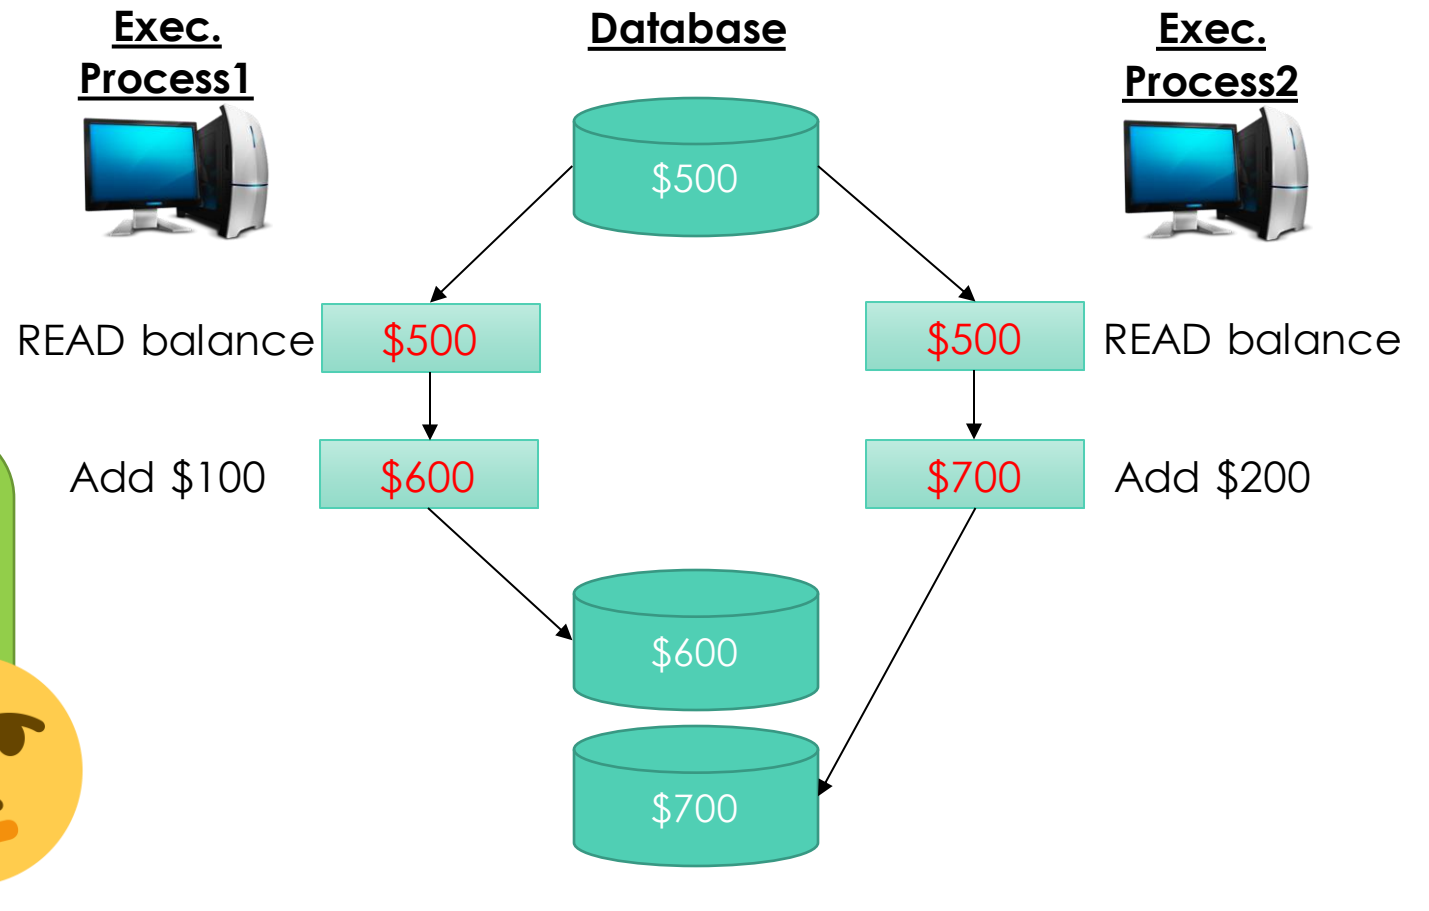 Exec.
Process1
Database
Exec.
Process2
$500
READ balance
$500
$500
READ balance
Add $100
$600
$700
Add $200
$600
$700